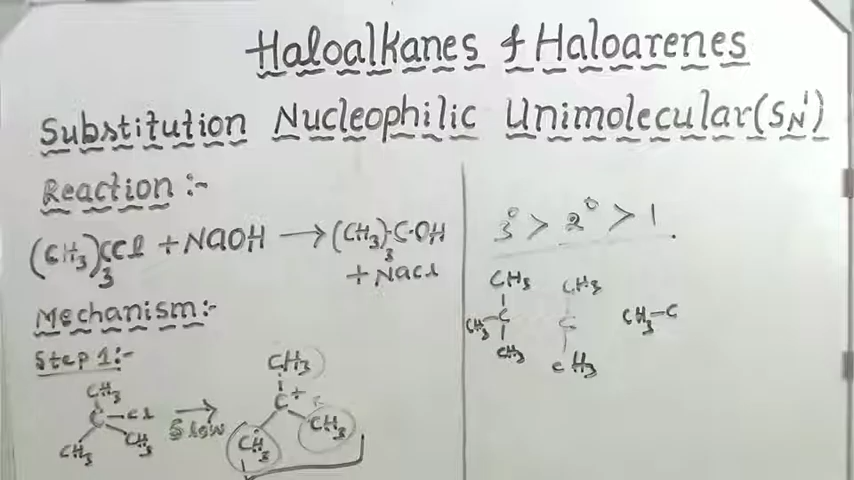 Haloalkanes & Haloarenes
Substitution Nucleophilic Unimolecular (SN1)
Reaction :-
(CH3)3CCl + NaOH → (CH3)3-C-OH
+ NaCl
Mechanism:-
Step 1:-
CH3
C-Cl
CH3 CH3
Slow
CH3
C+
CH3 CH3
3° > 2° > 1.
CH3
CH3-C
CH3
CH3
C
CH3
CH3-C